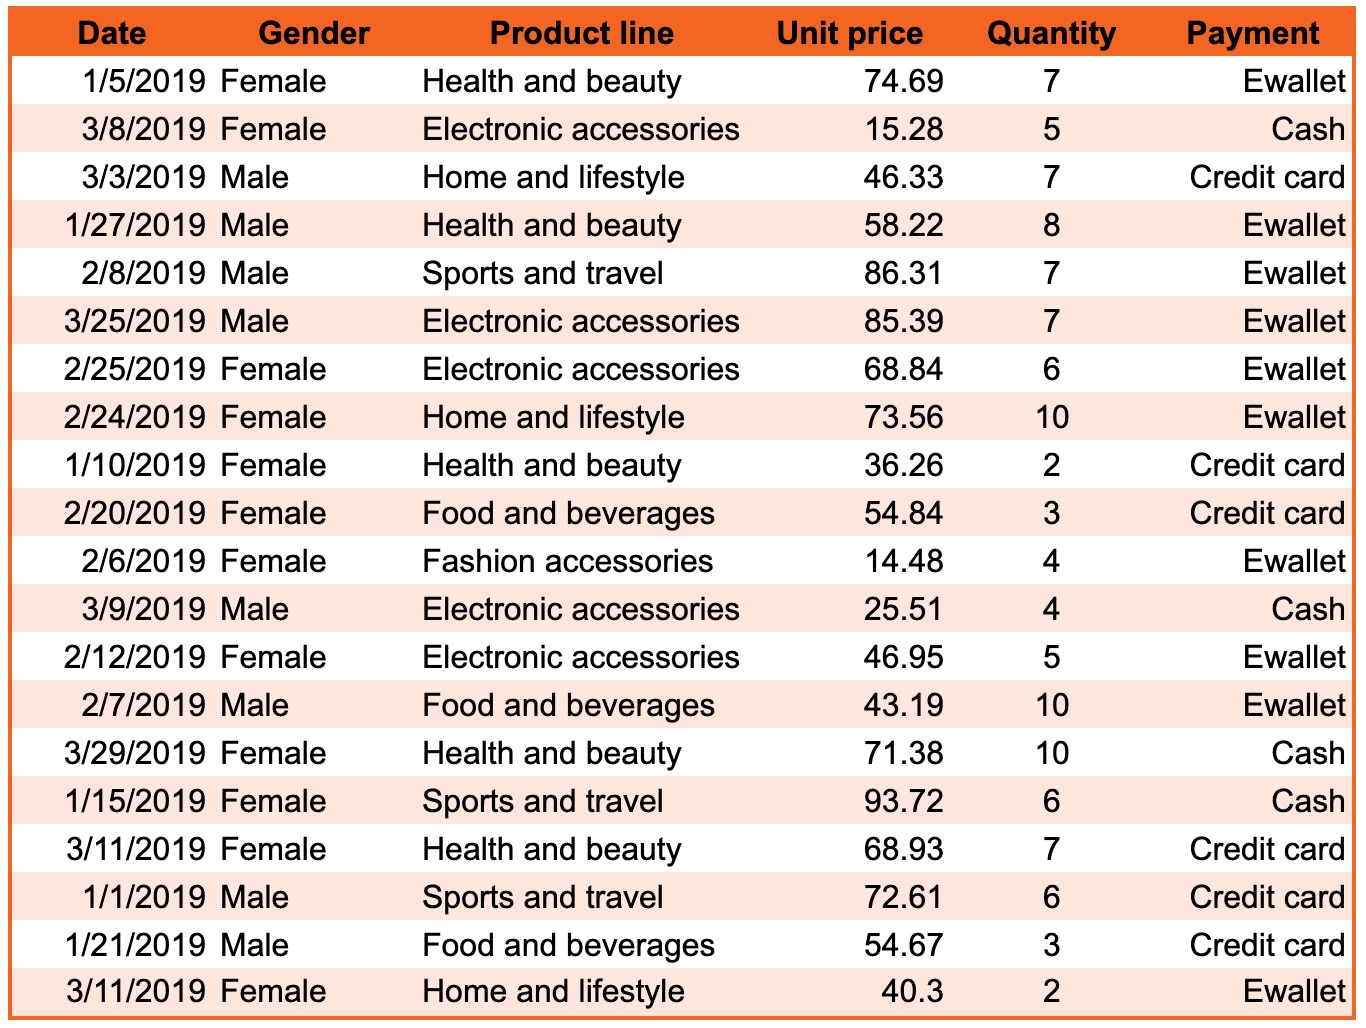 Date Gender Product line Unit price Quantity Payment
1/5/2019 Female Health and beauty 74.69 7 Ewallet
3/8/2019 Female Electronic accessories 15.28 5 Cash
3/3/2019 Male Home and lifestyle 46.33 7 Credit card
1/27/2019 Male Health and beauty 58.22 8 Ewallet
2/8/2019 Male Sports and travel 86.31 7 Ewallet
3/25/2019 Male Electronic accessories 85.39 7 Ewallet
2/25/2019 Female Electronic accessories 68.84 6 Ewallet
2/24/2019 Female Home and lifestyle 73.56 10 Ewallet
1/10/2019 Female Health and beauty 36.26 2 Credit card
2/20/2019 Female Food and beverages 54.84 3 Credit card
2/6/2019 Female Fashion accessories 14.48 4 Ewallet
3/9/2019 Male Electronic accessories 25.51 4 Cash
2/12/2019 Female Electronic accessories 46.95 5 Ewallet
2/7/2019 Male Food and beverages 43.19 10 Ewallet
3/29/2019 Female Health and beauty 71.38 10 Cash
1/15/2019 Female Sports and travel 93.72 6 Cash
3/11/2019 Female Health and beauty 68.93 7 Credit card
1/1/2019 Male Sports and travel 72.61 6 Credit card
1/21/2019 Male Food and beverages 54.67 3 Credit card
3/11/2019 Female Home and lifestyle 40.3 2 Ewallet